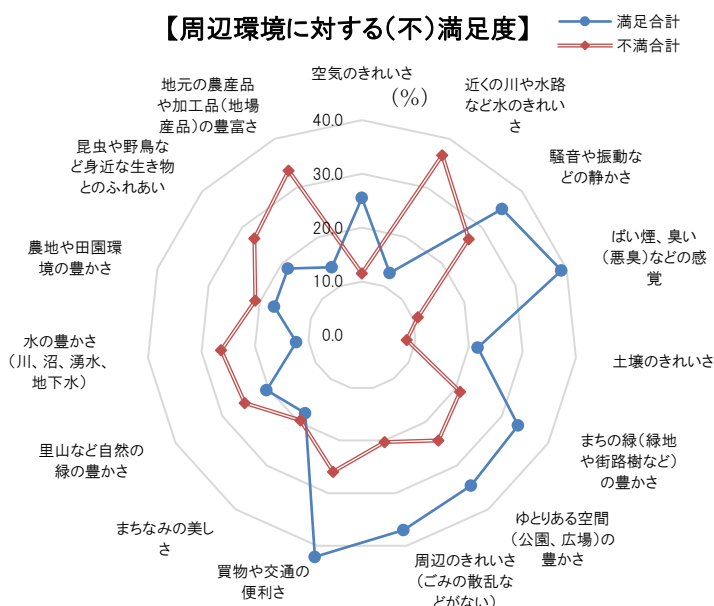 【周辺環境に対する(不)満足度】
満足合計
不満合計
空気のきれいさ
(%)
近くの川や水路
など水のきれい
さ
騒音や振動な
どの静かさ
ばい煙、臭い
(悪臭)などの感
覚
土壌のきれいさ
まちの緑(緑地
や街路樹など)
の豊かさ
ゆとりある空間
(公園、広場)の
豊かさ
周辺のきれいさ
(ごみの散乱な
どがない)
買物や交通の
便利さ
まちなみの美し
さ
里山など自然の
緑の豊かさ
水の豊かさ
(川、沼、湧水、
地下水)
農地や田園環
境の豊かさ
昆虫や野鳥な
ど身近な生き物
とのふれあい
地元の農産品
や加工品(地場
産品)の豊富さ
40.0
30.0
20.0
10.0
0.0